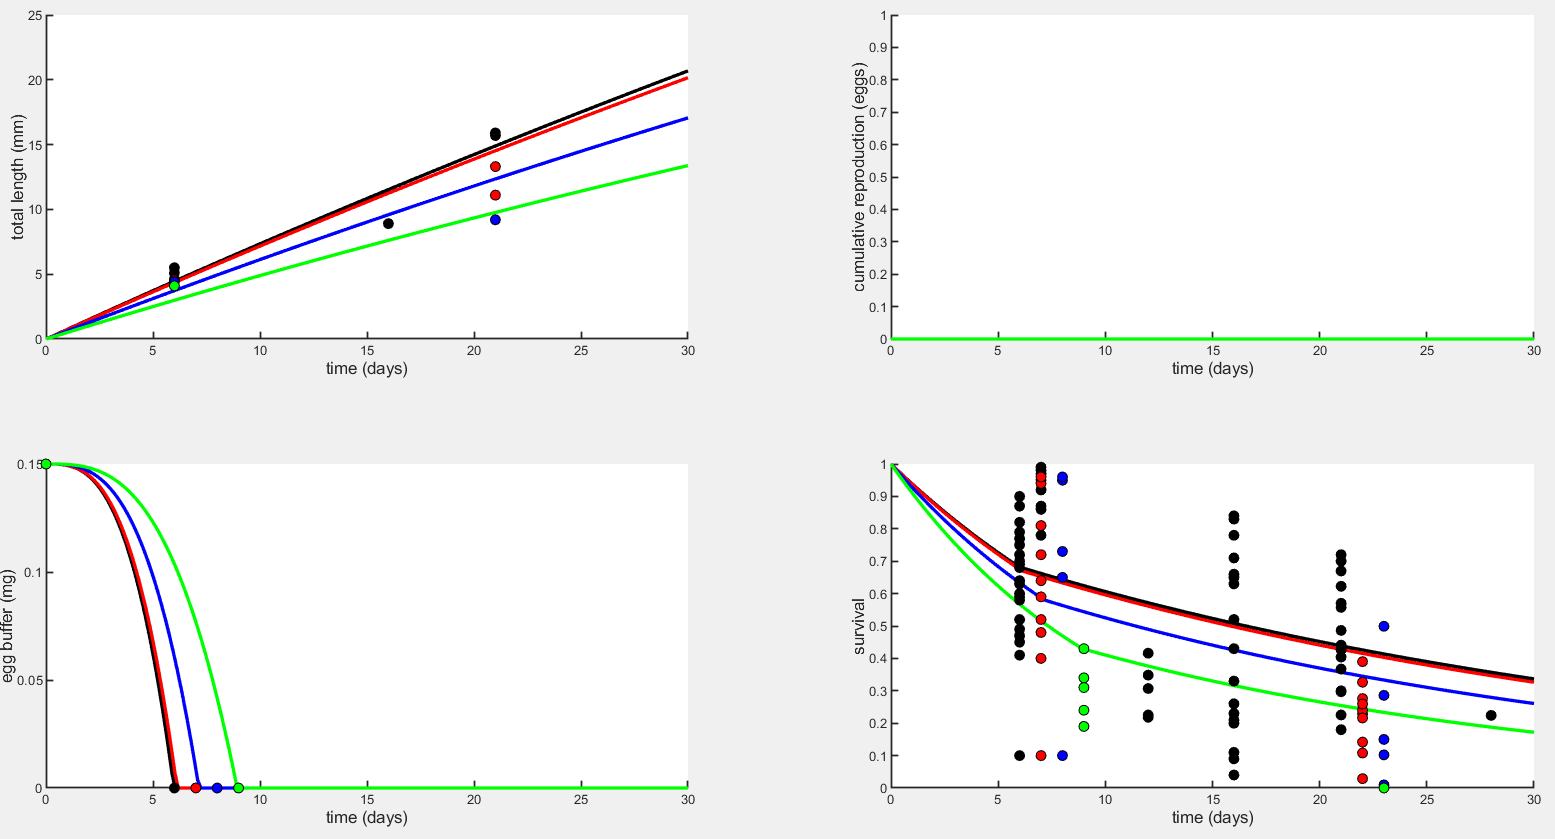 25
20
15
10
5
0
total length (mm)
0 5 10 15 20 25 30
time (days)
1
0.9
0.8
0.7
0.6
0.5
0.4
0.3
0.2
0.1
0
cumulative reproduction (eggs)
0 5 10 15 20 25 30
time (days)
0.15
0.1
0.05
0
egg buffer (mg)
0 5 10 15 20 25 30
time (days)
1
0.9
0.8
0.7
0.6
0.5
0.4
0.3
0.2
0.1
0
survival
0 5 10 15 20 25 30
time (days)